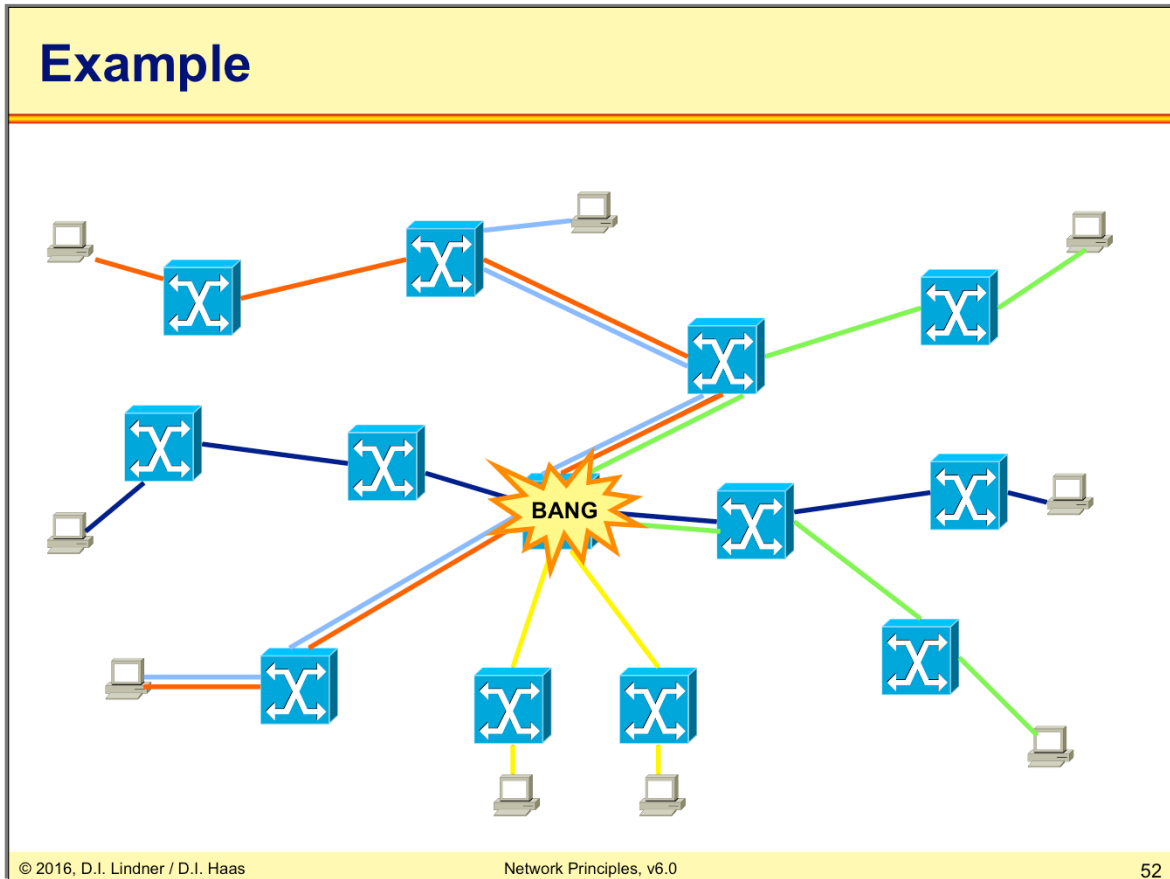 Example
BANG
© 2016, D.I. Lindner / D.I. Haas
Network Principles, v6.0
52